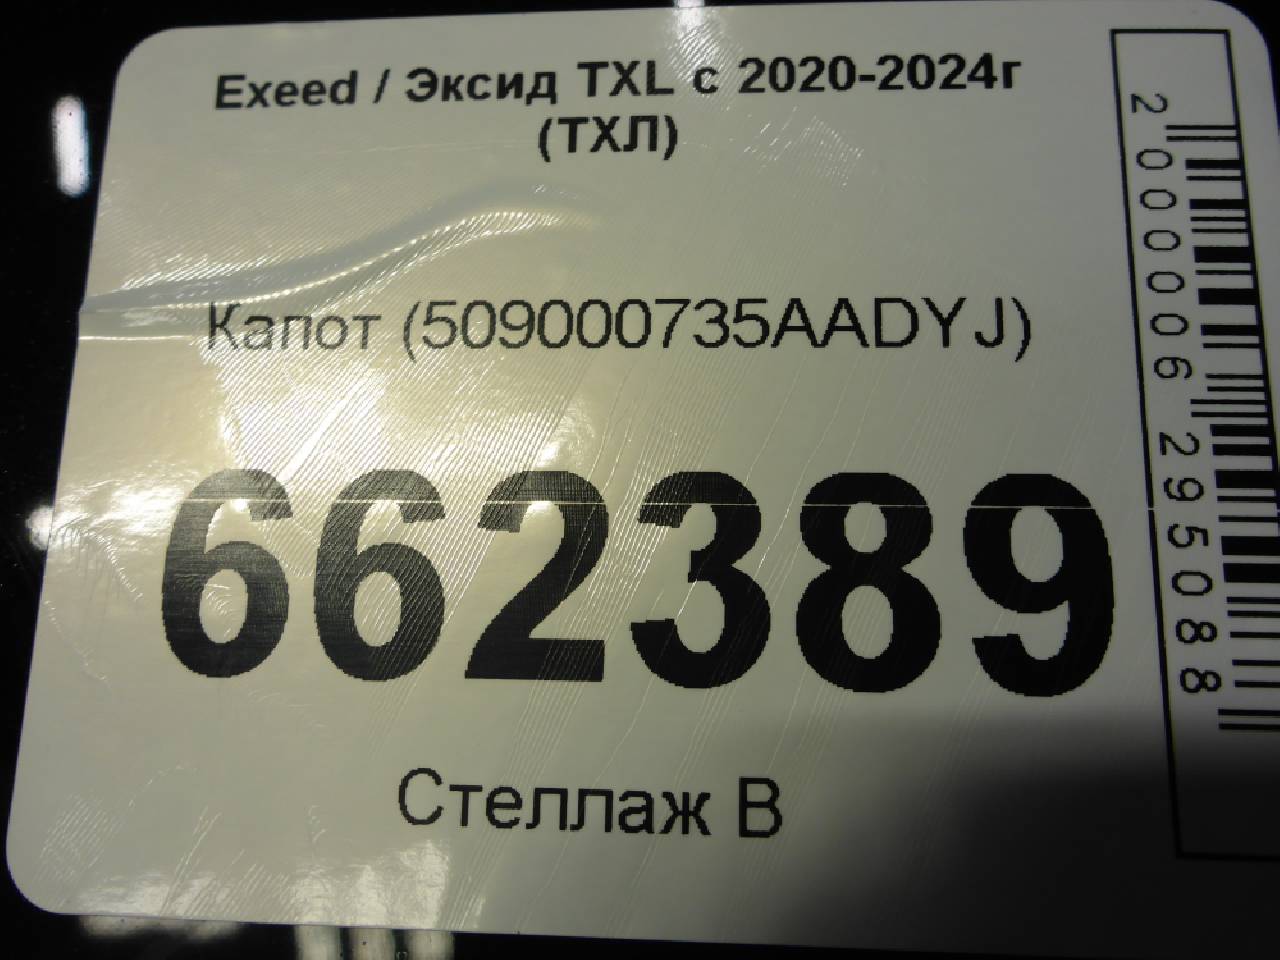 Exeed / Эксид TXL с 2020-2024г
(ТХЛ)
Капот (509000735AADYJ)
662389
Стеллаж В
2000006295088